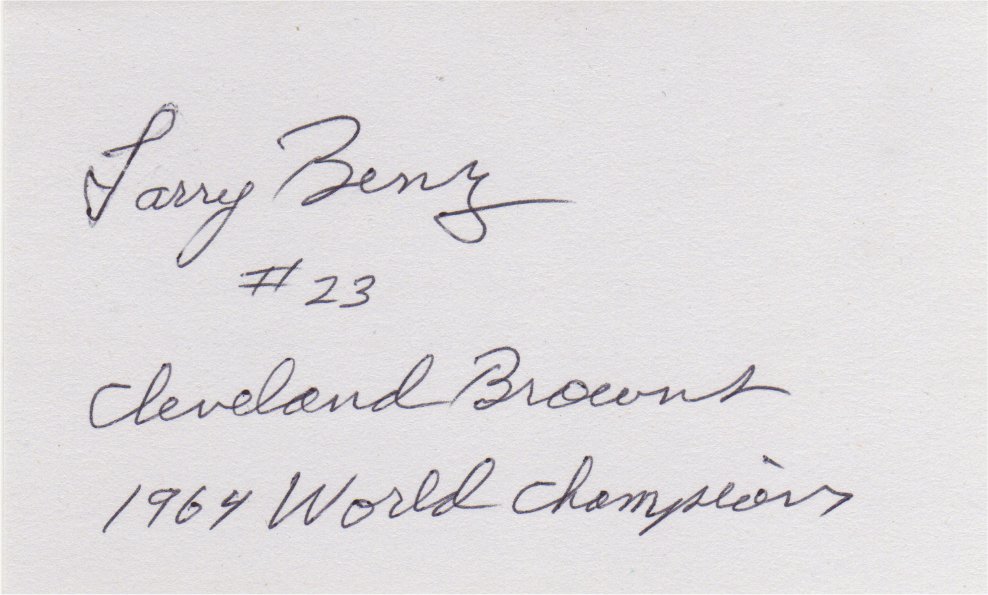 Larry Benz
#23
Cleveland Browns
1964 World Champions